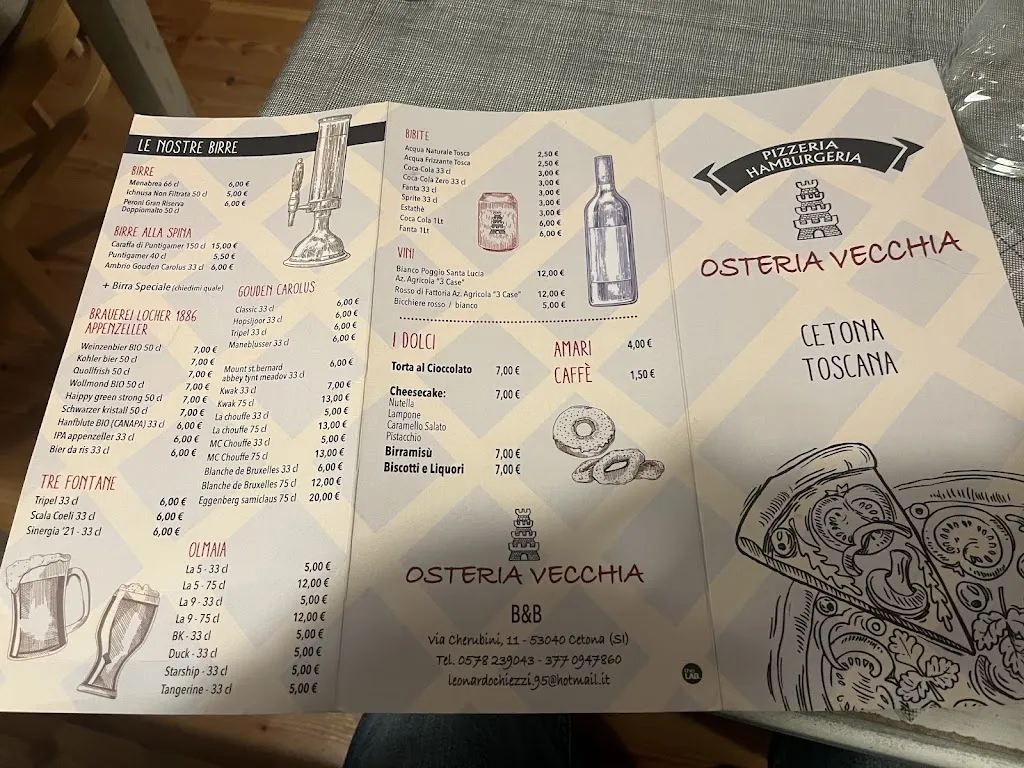 LE NOSTRE BIRRE
BIRRE
Menabrea 66 cl 6,00 €
Ichnusa Non Filtrata 50 cl 5,00 €
Peroni Gran Riserva 6,00 €
Doppiomalto 50 cl
BIRRE ALLA SPINA
Caraffa di Puntigamer 150 cl 15,00 €
Puntigamer 40 cl 5,50 €
Ambrio Gouden Carolus 33 cl 6,00 €
+ Birra Speciale (chiedimi quale)
BRAUEREI LOCHER 1886
APPENZELLER
Weinzenbier BIO 50 cl 7,00 €
Kohler bier 50 cl 7,00 €
Quollfrish 50 cl 7,00 €
Wollmond BIO 50 cl 7,00 €
Haippy green strong 50 cl 7,00 €
Schwarzer kristall 50 cl 7,00 €
Hanfblute BIO (CANAPA) 33 cl 6,00 €
IPA appenzeller 33 cl 6,00 €
Bier da ris 33 cl 6,00 €
TRE FONTANE
Tripel 33 cl 6,00 €
Scala Coeli 33 cl 6,00 €
Sinergia '21 - 33 cl 6,00 €
GOUDEN CAROLUS
Classic 33 cl 6,00 €
Hopsjioor 33 cl 6,00 €
Tripel 33 cl 6,00 €
Maneblusser 33 cl 6,00 €
Mount st.bernard 6,00 €
abbey tynt meadov 33 cl
Kwak 33 cl 7,00 €
Kwak 75 cl 13,00 €
La chouffe 33 cl 5,00 €
La chouffe 75 cl 13,00 €
MC Chouffe 33 cl 5,00 €
MC Chouffe 75 cl 13,00 €
Blanche de Bruxelles 33 cl 6,00 €
Blanche de Bruxelles 75 cl 12,00 €
Eggenberg samiclaus 75 cl 20,00 €
OLMAIA
La 5 - 33 cl 5,00 €
La 5 - 75 cl 12,00 €
La 9 - 33 cl 5,00 €
La 9 - 75 cl 12,00 €
BK - 33 cl 5,00 €
Duck - 33 cl 5,00 €
Starship - 33 cl 5,00 €
Tangerine - 33 cl 5,00 €
BIBITE
Acqua Naturale Tosca 2,50 €
Acqua Frizzante Tosca 2,50 €
Coca-Cola 33 cl 3,00 €
Coca-Cola Zero 33 cl 3,00 €
Fanta 33 cl 3,00 €
Sprite 33 cl 3,00 €
Estathè 3,00 €
Coca Cola 1Lt 6,00 €
Fanta 1Lt 6,00 €
VINI
Bianco Poggio Santa Lucia 12,00 €
Az. Agricola "3 Case"
Rosso di Fattoria Az. Agricola "3 Case" 12,00 €
Bicchiere rosso / bianco 5,00 €
I DOLCI
Torta al Cioccolato 7,00 €
Cheesecake: 7,00 €
Nutella
Lampone
Caramello Salato
Pistacchio
Birramisù 7,00 €
Biscotti e Liquori 7,00 €
AMARI 4,00 €
CAFFÈ 1,50 €
OSTERIA VECCHIA
B&B
via Cherubini, 11 - 53040 Cetona (SI)
Tel. 0578 239043 - 377 0947860
leonardochiezzi.95@hotmail.it
PIZZERIA
HAMBURGERIA
OSTERIA VECCHIA
CETONA
TOSCANA